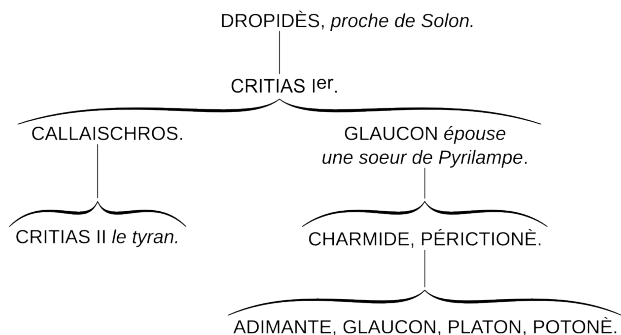 DROPIDÈS, proche de Solon.
CRITIAS Ier.
CALLAISCHROS.
GLAUCON épouse
une soeur de Pyrilampe.
CRITIAS II le tyran.
CHARMIDE, PÉRICTIONÈ.
ADIMANTE, GLAUCON, PLATON, POTONÈ.